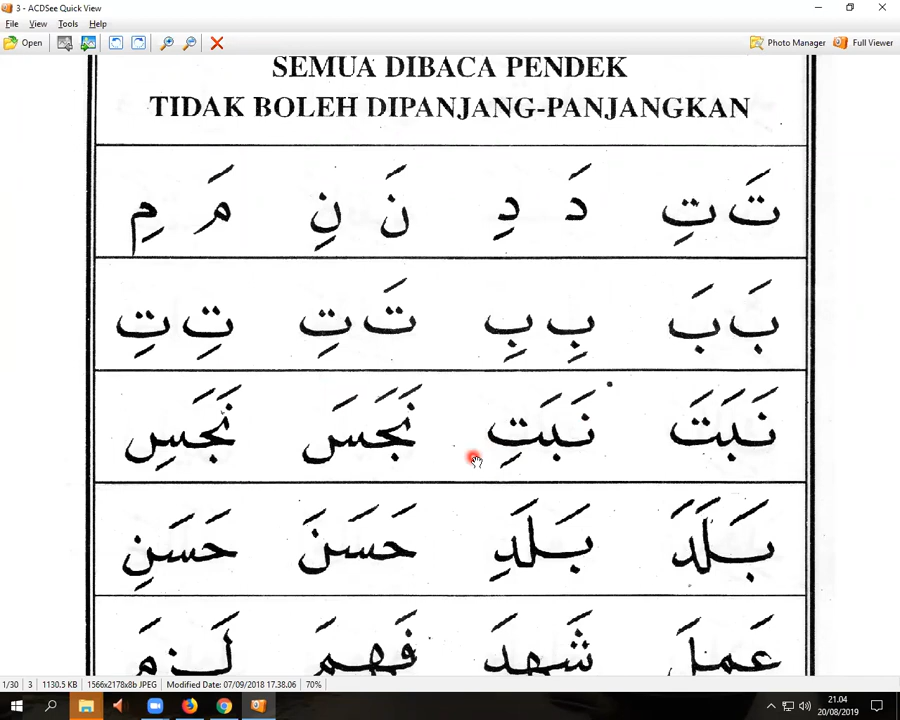 3 - ACDSee Quick View
File View Tools Help
Open Photo Manager Full Viewer
SEMUA DIBACA PENDEK
TIDAK BOLEH DIPANJANG-PANJANGKAN
تَ تِ دَ دِ نَ نِ مَ مِ
بَ بَ بِ بِ تَ تِ تِ تِ
نَبَتَ نَبَتِ نَجَسَ نَجَسِ
بَلَدَ بَلَدِ حَسَنَ حَسَنِ
عَمِلَ شَهِدَ فَهِمَ لَزِمَ
1/30 3 1130.5 KB 1566x2178x8b JPEG Modified Date: 07/09/2018 17.38.06 70%
21.04
20/08/2019